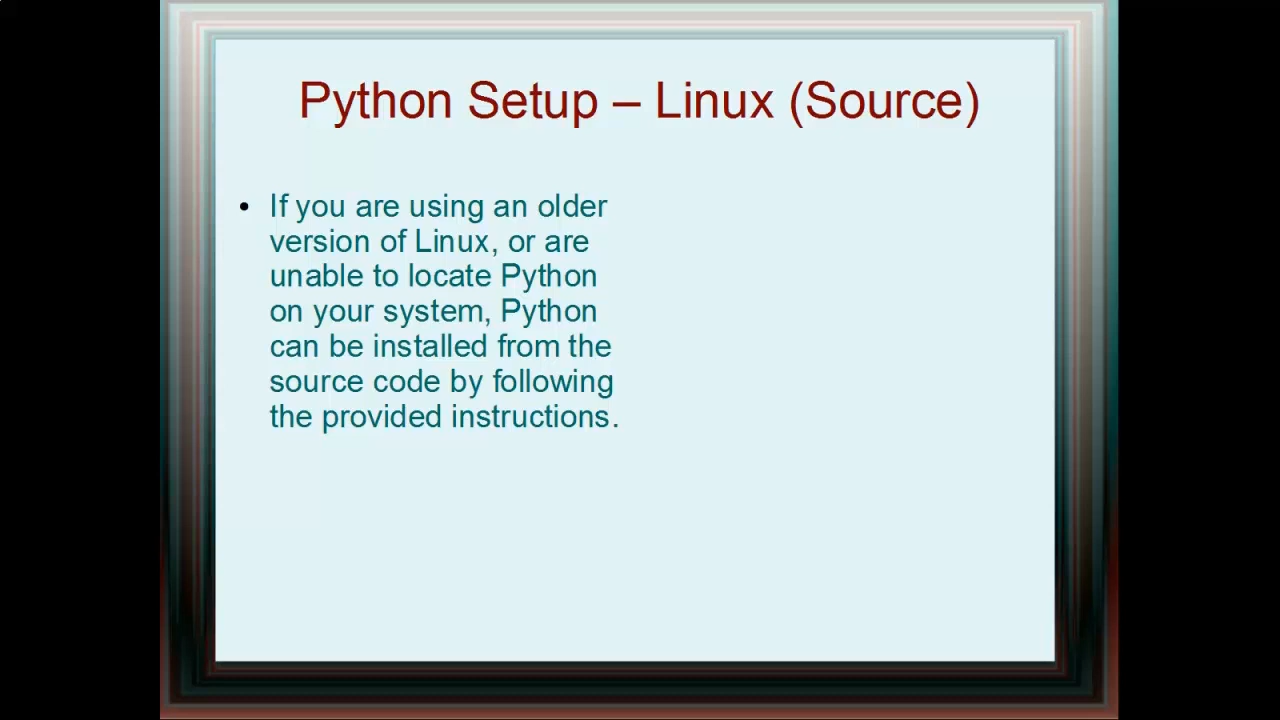 Python Setup – Linux (Source)
• If you are using an older
version of Linux, or are
unable to locate Python
on your system, Python
can be installed from the
source code by following
the provided instructions.